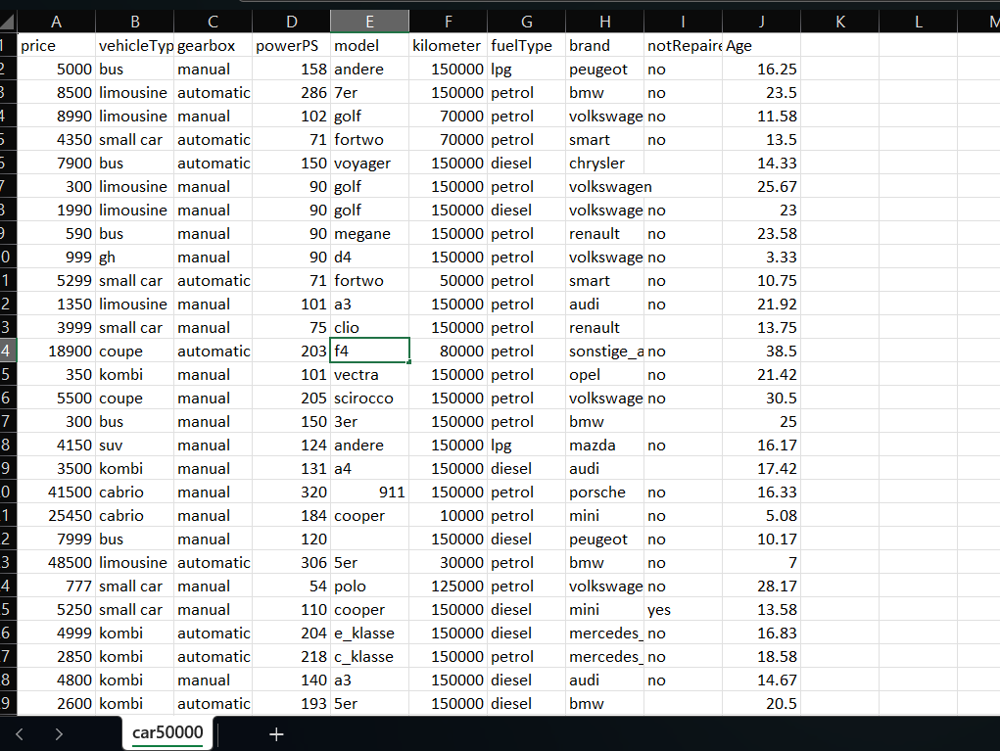 A B C D E F G H I J K L M
1 price vehicleTyp gearbox powerPS model kilometer fuelType brand notRepaire Age
2 5000 bus manual 158 andere 150000 lpg peugeot no 16.25
3 8500 limousine automatic 286 7er 150000 petrol bmw no 23.5
4 8990 limousine manual 102 golf 70000 petrol volkswage no 11.58
5 4350 small car automatic 71 fortwo 70000 petrol smart no 13.5
6 7900 bus automatic 150 voyager 150000 diesel chrysler 14.33
7 300 limousine manual 90 golf 150000 petrol volkswagen 25.67
8 1990 limousine manual 90 golf 150000 diesel volkswage no 23
9 590 bus manual 90 megane 150000 petrol renault no 23.58
0 999 gh manual 90 d4 150000 petrol volkswage no 3.33
1 5299 small car automatic 71 fortwo 50000 petrol smart no 10.75
2 1350 limousine manual 101 a3 150000 petrol audi no 21.92
3 3999 small car manual 75 clio 150000 petrol renault 13.75
4 18900 coupe automatic 203 f4 80000 petrol sonstige_a no 38.5
5 350 kombi manual 101 vectra 150000 petrol opel no 21.42
6 5500 coupe manual 205 scirocco 150000 petrol volkswage no 30.5
7 300 bus manual 150 3er 150000 petrol bmw 25
8 4150 suv manual 124 andere 150000 lpg mazda no 16.17
9 3500 kombi manual 131 a4 150000 diesel audi 17.42
0 41500 cabrio manual 320 911 150000 petrol porsche no 16.33
1 25450 cabrio manual 184 cooper 10000 petrol mini no 5.08
2 7999 bus manual 120 150000 diesel peugeot no 10.17
3 48500 limousine automatic 306 5er 30000 petrol bmw no 7
4 777 small car manual 54 polo 125000 petrol volkswage no 28.17
5 5250 small car manual 110 cooper 150000 diesel mini yes 13.58
6 4999 kombi automatic 204 e_klasse 150000 diesel mercedes_ no 16.83
7 2850 kombi automatic 218 c_klasse 150000 petrol mercedes_ no 18.58
8 4800 kombi manual 140 a3 150000 diesel audi no 14.67
9 2600 kombi automatic 193 5er 150000 diesel bmw 20.5
car50000